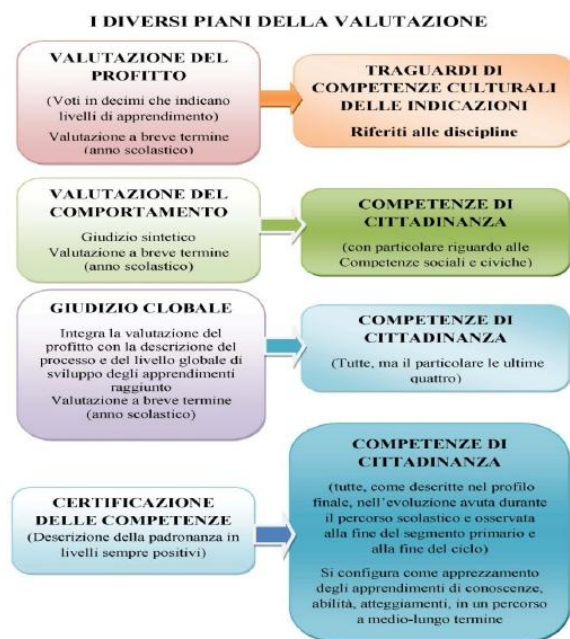 I DIVERSI PIANI DELLA VALUTAZIONE
VALUTAZIONE DEL
PROFITTO
(Voti in decimi che indicano
livelli di apprendimento)
Valutazione a breve termine
(anno scolastico)
TRAGUARDI DI
COMPETENZE CULTURALI
DELLE INDICAZIONI
Riferiti alle discipline
VALUTAZIONE DEL
COMPORTAMENTO
Giudizio sintetico
Valutazione a breve termine
(anno scolastico)
COMPETENZE DI
CITTADINANZA
(con particolare riguardo alle
Competenze sociali e civiche)
GIUDIZIO CLOBALE
Integra la valutazione del
profitto con la descrizione del
processo e del livello globale di
sviluppo degli apprendimenti
raggiunto
Valutazione a breve termine
(anno scolastico)
COMPETENZE DI
CITTADINANZA
(Tutte, ma il particolare le ultime
quattro)
CERTIFICAZIONE
DELLE COMPETENZE
(Descrizione della padronanza in
livelli sempre positivi)
COMPETENZE DI
CITTADINANZA
(tutte, come descritte nel profilo
finale, nell'evoluzione avuta durante
il percorso scolastico e osservata
alla fine del segmento primario e
alla fine del ciclo)
Si configura come apprezzamento
degli apprendimenti di conoscenze,
abilità, atteggiamenti, in un percorso
a medio-lungo termine